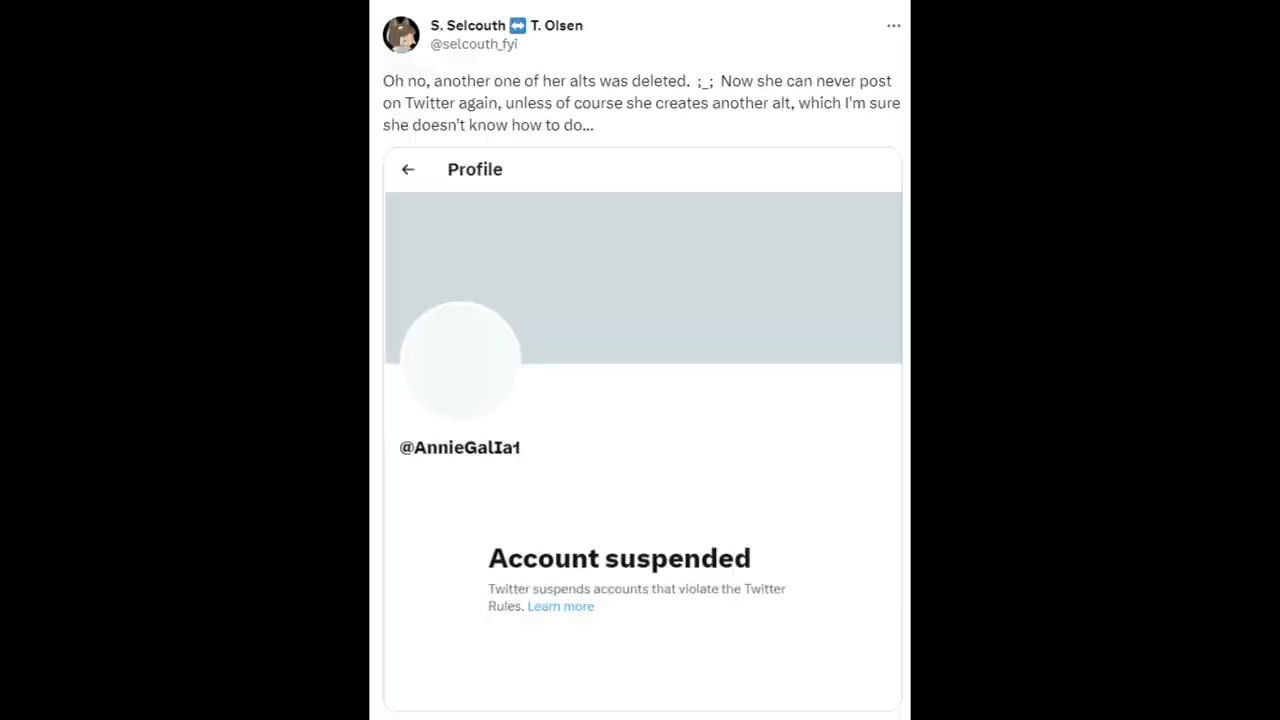 S. Selcouth ↔️ T. Olsen
@selcouth_fyi
Oh no, another one of her alts was deleted.  ;_;  Now she can never post
on Twitter again, unless of course she creates another alt, which I'm sure
she doesn't know how to do...
Profile
@AnnieGalIa1
Account suspended
Twitter suspends accounts that violate the Twitter
Rules. Learn more